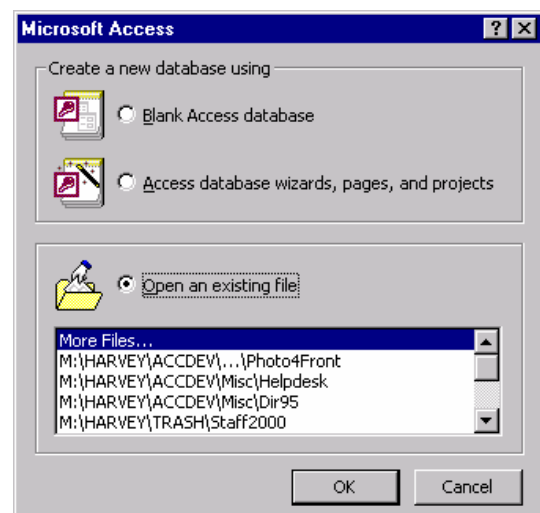 Microsoft Access
Create a new database using
Blank Access database
Access database wizards, pages, and projects
Open an existing file
More Files...
M:\HARVEY\ACCDEV\...\Photo4Front
M:\HARVEY\ACCDEV\Misc\Helpdesk
M:\HARVEY\ACCDEV\Misc\Dir95
M:\HARVEY\TRASH\Staff2000
OK Cancel